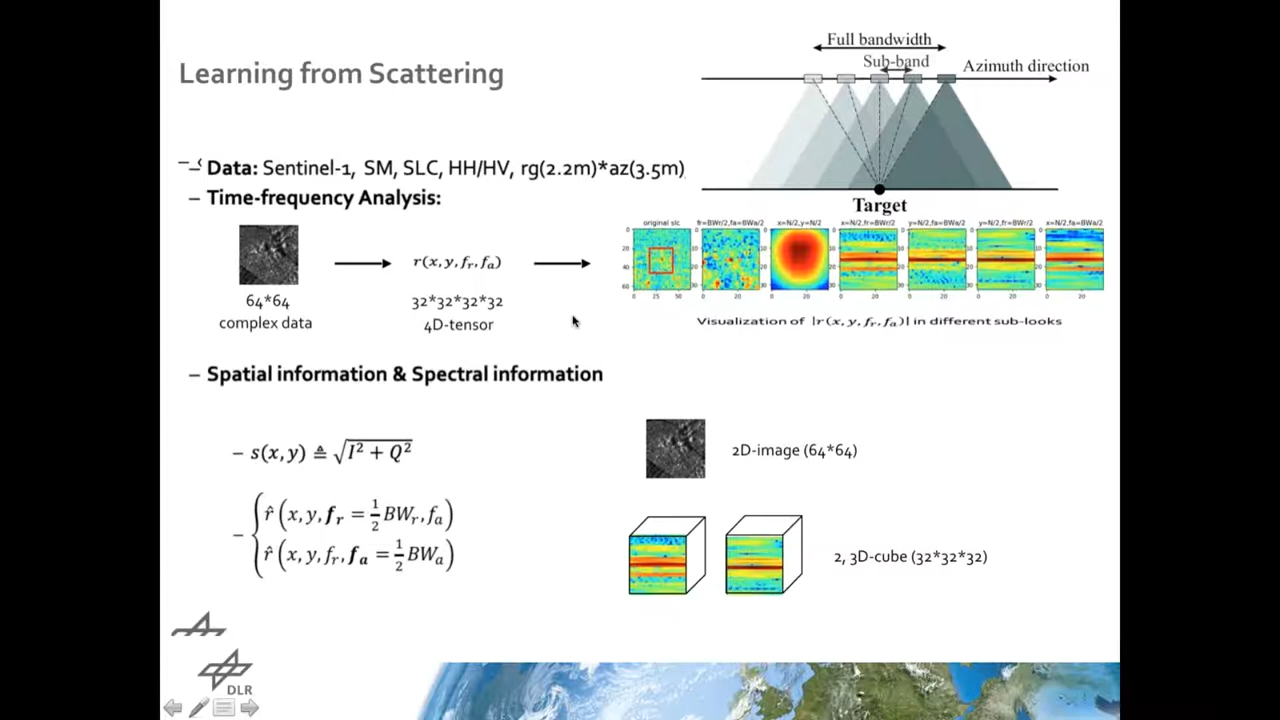 Full bandwidth
Sub-band
Azimuth direction
Learning from Scattering
– Data: Sentinel-1, SM, SLC, HH/HV, rg(2.2m)*az(3.5m)
– Time-frequency Analysis:
Target
original slc
fr=BWr/2,fa=BWa/2
x=N/2,y=N/2
x=N/2,fr=BWr/2
y=N/2,fa=BWa/2
y=N/2,fr=BWr/2
x=N/2,fa=BWa/2
r(x, y, f_r, f_a)
64*64
complex data
32*32*32*32
4D-tensor
Visualization of |r(x, y, f_r, f_a)| in different sub-looks
– Spatial information & Spectral information
– s(x, y) ≜ √(I² + Q²)
2D-image (64*64)
r̂ (x, y, f_r = 1/2 BW_r, f_a)
r̂ (x, y, f_r, f_a = 1/2 BW_a)
2, 3D-cube (32*32*32)
DLR